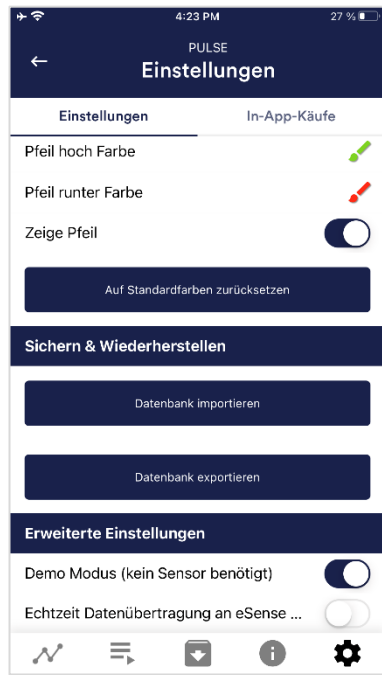 4:23 PM
27 %
PULSE
Einstellungen
Einstellungen
In-App-Käufe
Pfeil hoch Farbe
Pfeil runter Farbe
Zeige Pfeil
Auf Standardfarben zurücksetzen
Sichern & Wiederherstellen
Datenbank importieren
Datenbank exportieren
Erweiterte Einstellungen
Demo Modus (kein Sensor benötigt)
Echtzeit Datenübertragung an eSense ...